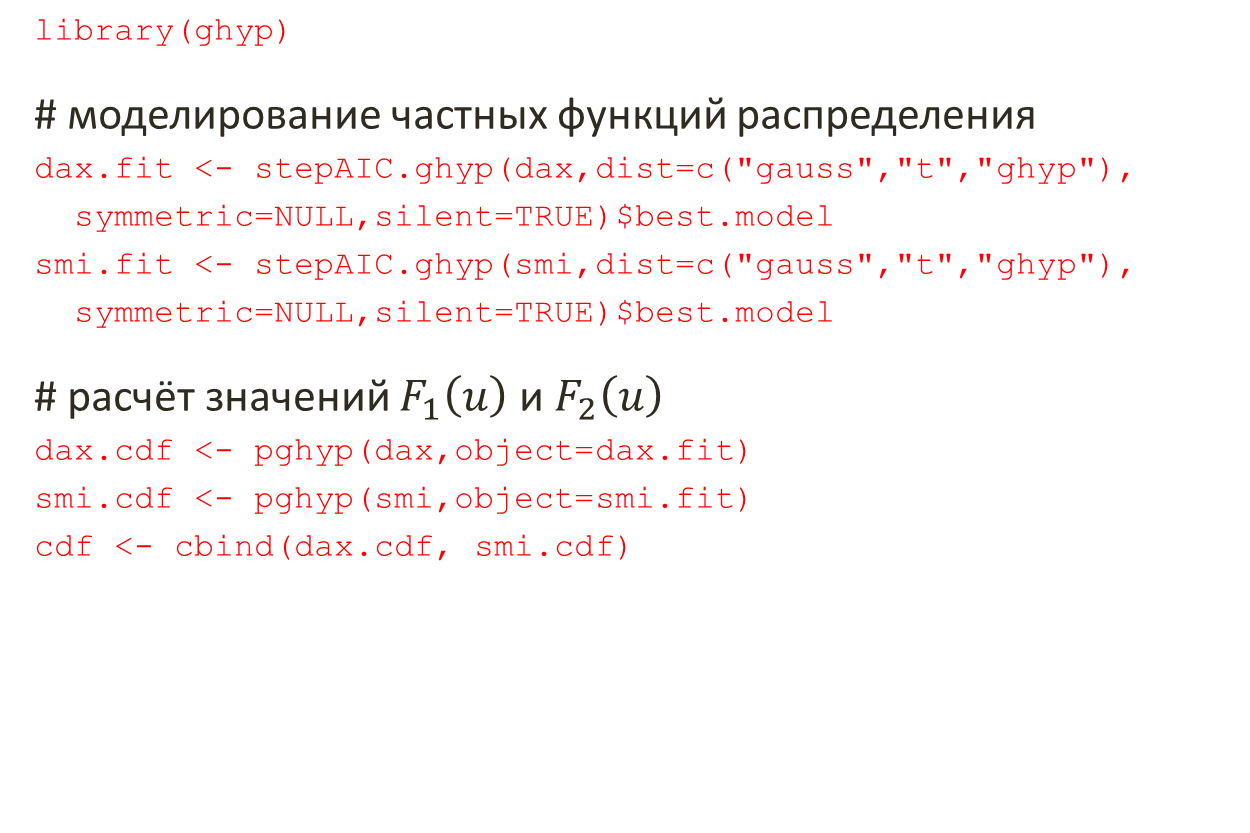 library(ghyp)
# моделирование частных функций распределения
dax.fit <- stepAIC.ghyp(dax,dist=c("gauss","t","ghyp"),
symmetric=NULL,silent=TRUE)$best.model
smi.fit <- stepAIC.ghyp(smi,dist=c("gauss","t","ghyp"),
symmetric=NULL,silent=TRUE)$best.model
# расчёт значений F₁(u) и F₂(u)
dax.cdf <- pghyp(dax,object=dax.fit)
smi.cdf <- pghyp(smi,object=smi.fit)
cdf <- cbind(dax.cdf, smi.cdf)